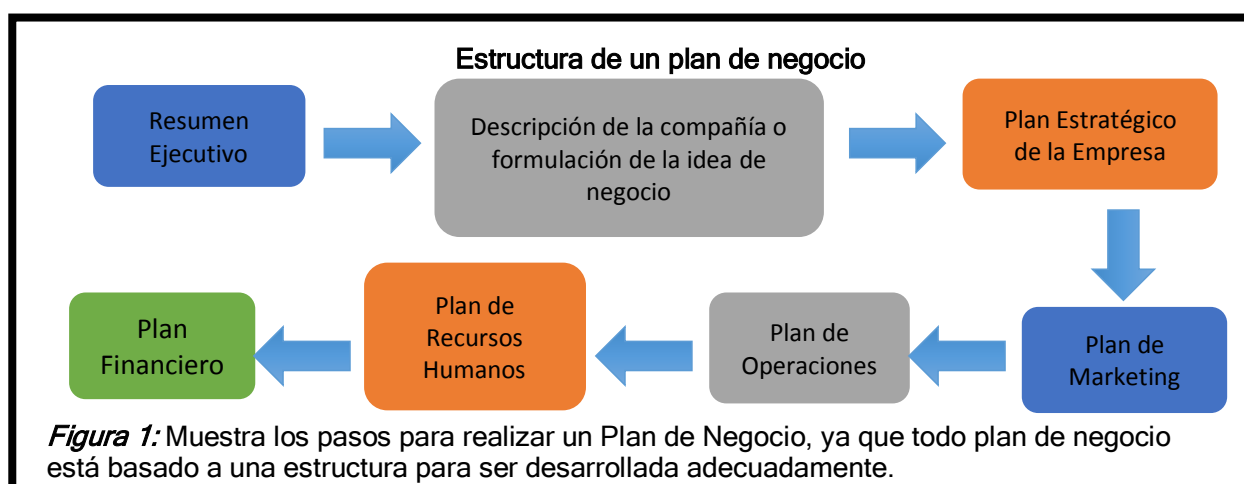 Estructura de un plan de negocio
Resumen
Ejecutivo
Descripción de la compañía o
formulación de la idea de
negocio
Plan Estratégico
de la Empresa
Plan de
Marketing
Plan de
Operaciones
Plan de
Recursos
Humanos
Plan
Financiero
Figura 1: Muestra los pasos para realizar un Plan de Negocio, ya que todo plan de negocio
está basado a una estructura para ser desarrollada adecuadamente.